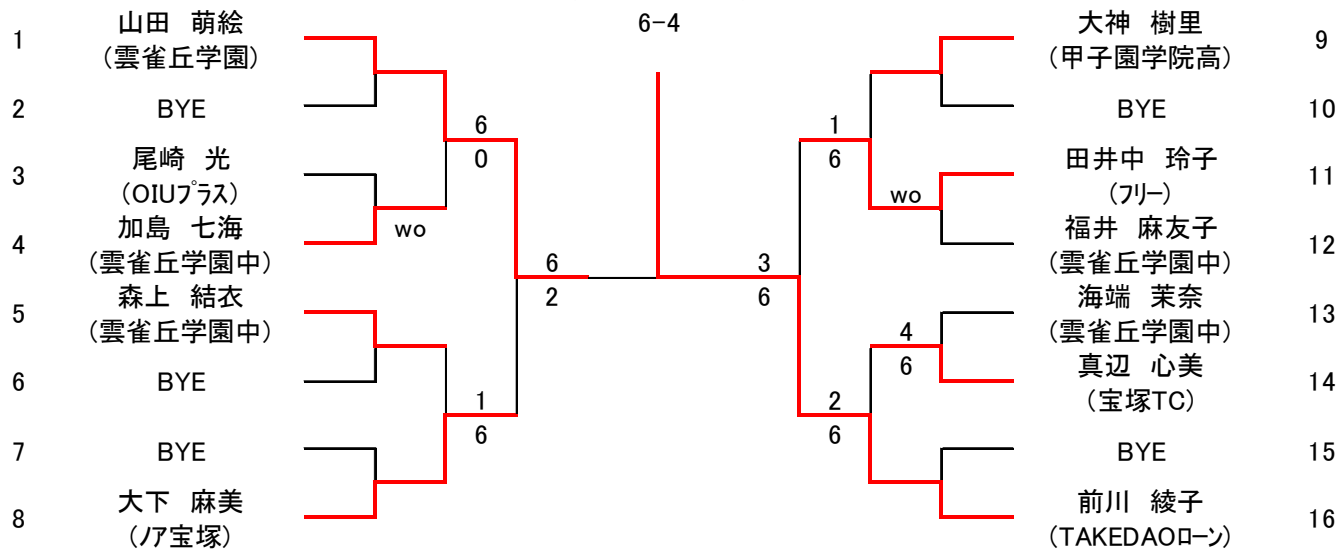 6-4
1
山田 萌絵
(雲雀丘学園)
2
BYE
3
尾崎 光
(OIUプラス)
4
加島 七海
(雲雀丘学園中)
5
森上 結衣
(雲雀丘学園中)
6
BYE
7
BYE
8
大下 麻美
(ノア宝塚)
wo
6
0
1
6
6
2
3
6
1
6
wo
4
6
2
6
大神 樹里
(甲子園学院高)
9
BYE
10
田井中 玲子
(フリー)
11
福井 麻友子
(雲雀丘学園中)
12
海端 茉奈
(雲雀丘学園中)
13
真辺 心美
(宝塚TC)
14
BYE
15
前川 綾子
(TAKEDAOローン)
16